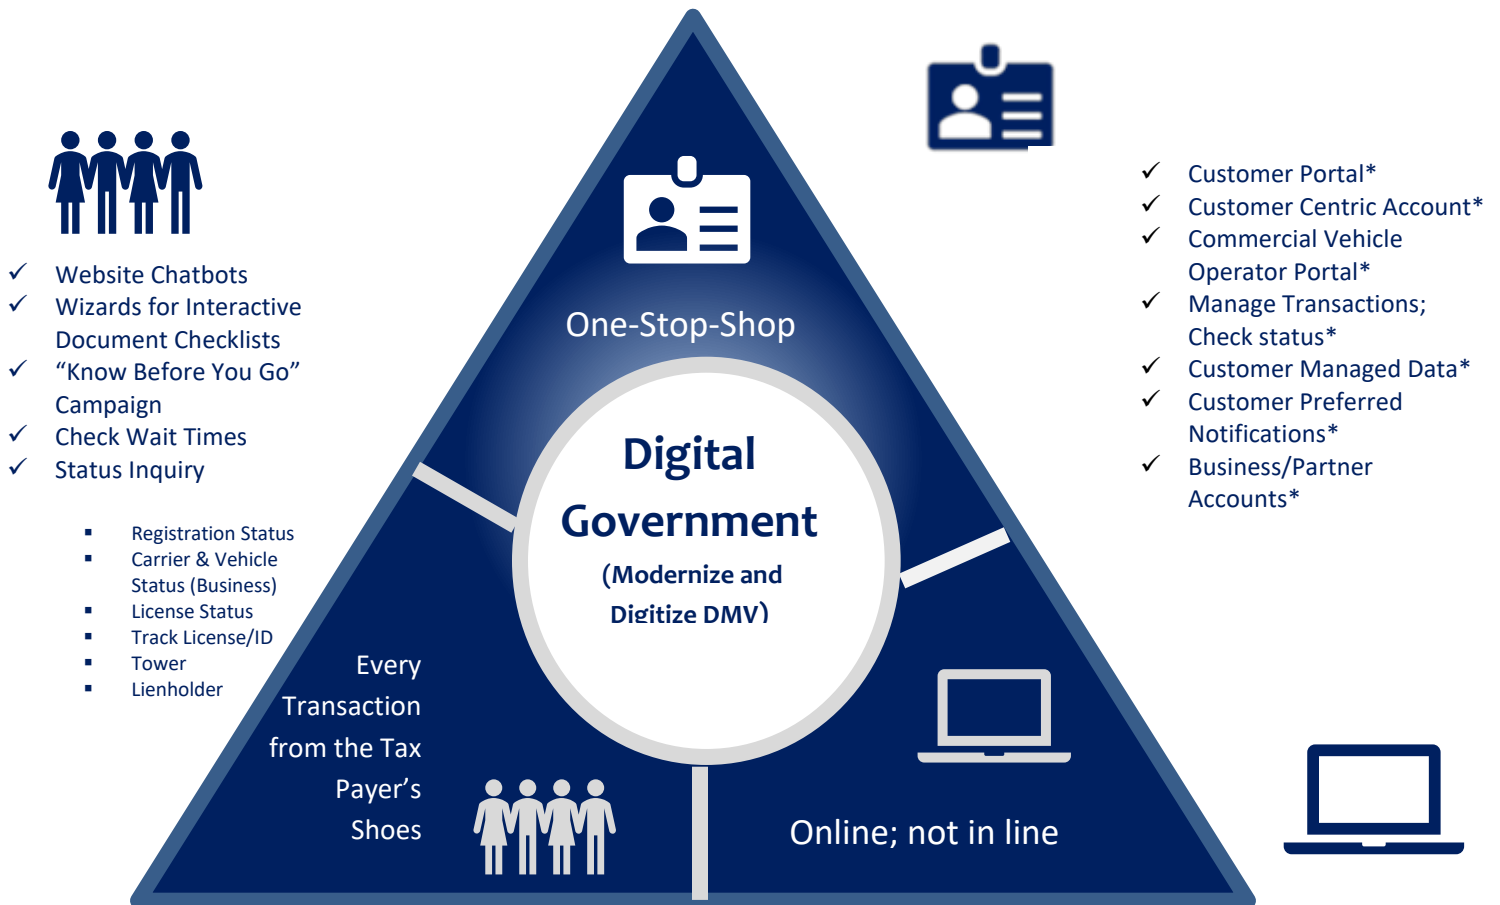 Website Chatbots
Wizards for Interactive
Document Checklists
“Know Before You Go”
Campaign
Check Wait Times
Status Inquiry
Registration Status
Carrier & Vehicle
Status (Business)
License Status
Track License/ID
Tower
Lienholder
One-Stop-Shop
Digital
Government
(Modernize and
Digitize DMV)
Every
Transaction
from the Tax
Payer’s
Shoes
Online; not in line
Customer Portal*
Customer Centric Account*
Commercial Vehicle
Operator Portal*
Manage Transactions;
Check status*
Customer Managed Data*
Customer Preferred
Notifications*
Business/Partner
Accounts*